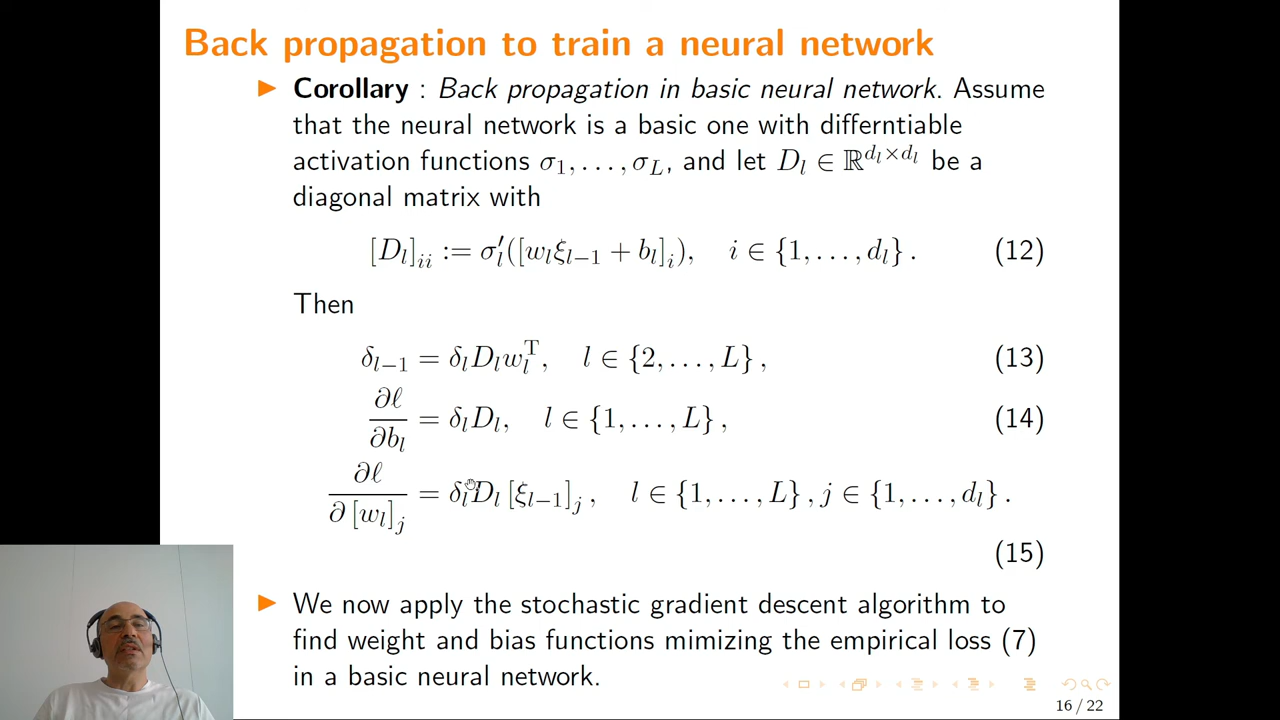 Back propagation to train a neural network
▶ Corollary : Back propagation in basic neural network. Assume
that the neural network is a basic one with differntiable
activation functions σ₁, . . . , σ_L, and let D_l ∈ ℝ^{d_l×d_l} be a
diagonal matrix with
[D_l]_{ii} := σ′_l([w_l ξ_{l−1} + b_l]_i), i ∈ {1, . . . , d_l} . (12)
Then
δ_{l−1} = δ_l D_l w_l^T, l ∈ {2, . . . , L} , (13)
∂ℓ/∂b_l = δ_l D_l, l ∈ {1, . . . , L} , (14)
∂ℓ/∂[w_l]_j = δ_l D_l [ξ_{l−1}]_j , l ∈ {1, . . . , L} , j ∈ {1, . . . , d_l} .
(15)
▶ We now apply the stochastic gradient descent algorithm to
find weight and bias functions mimizing the empirical loss (7)
in a basic neural network.
16 / 22